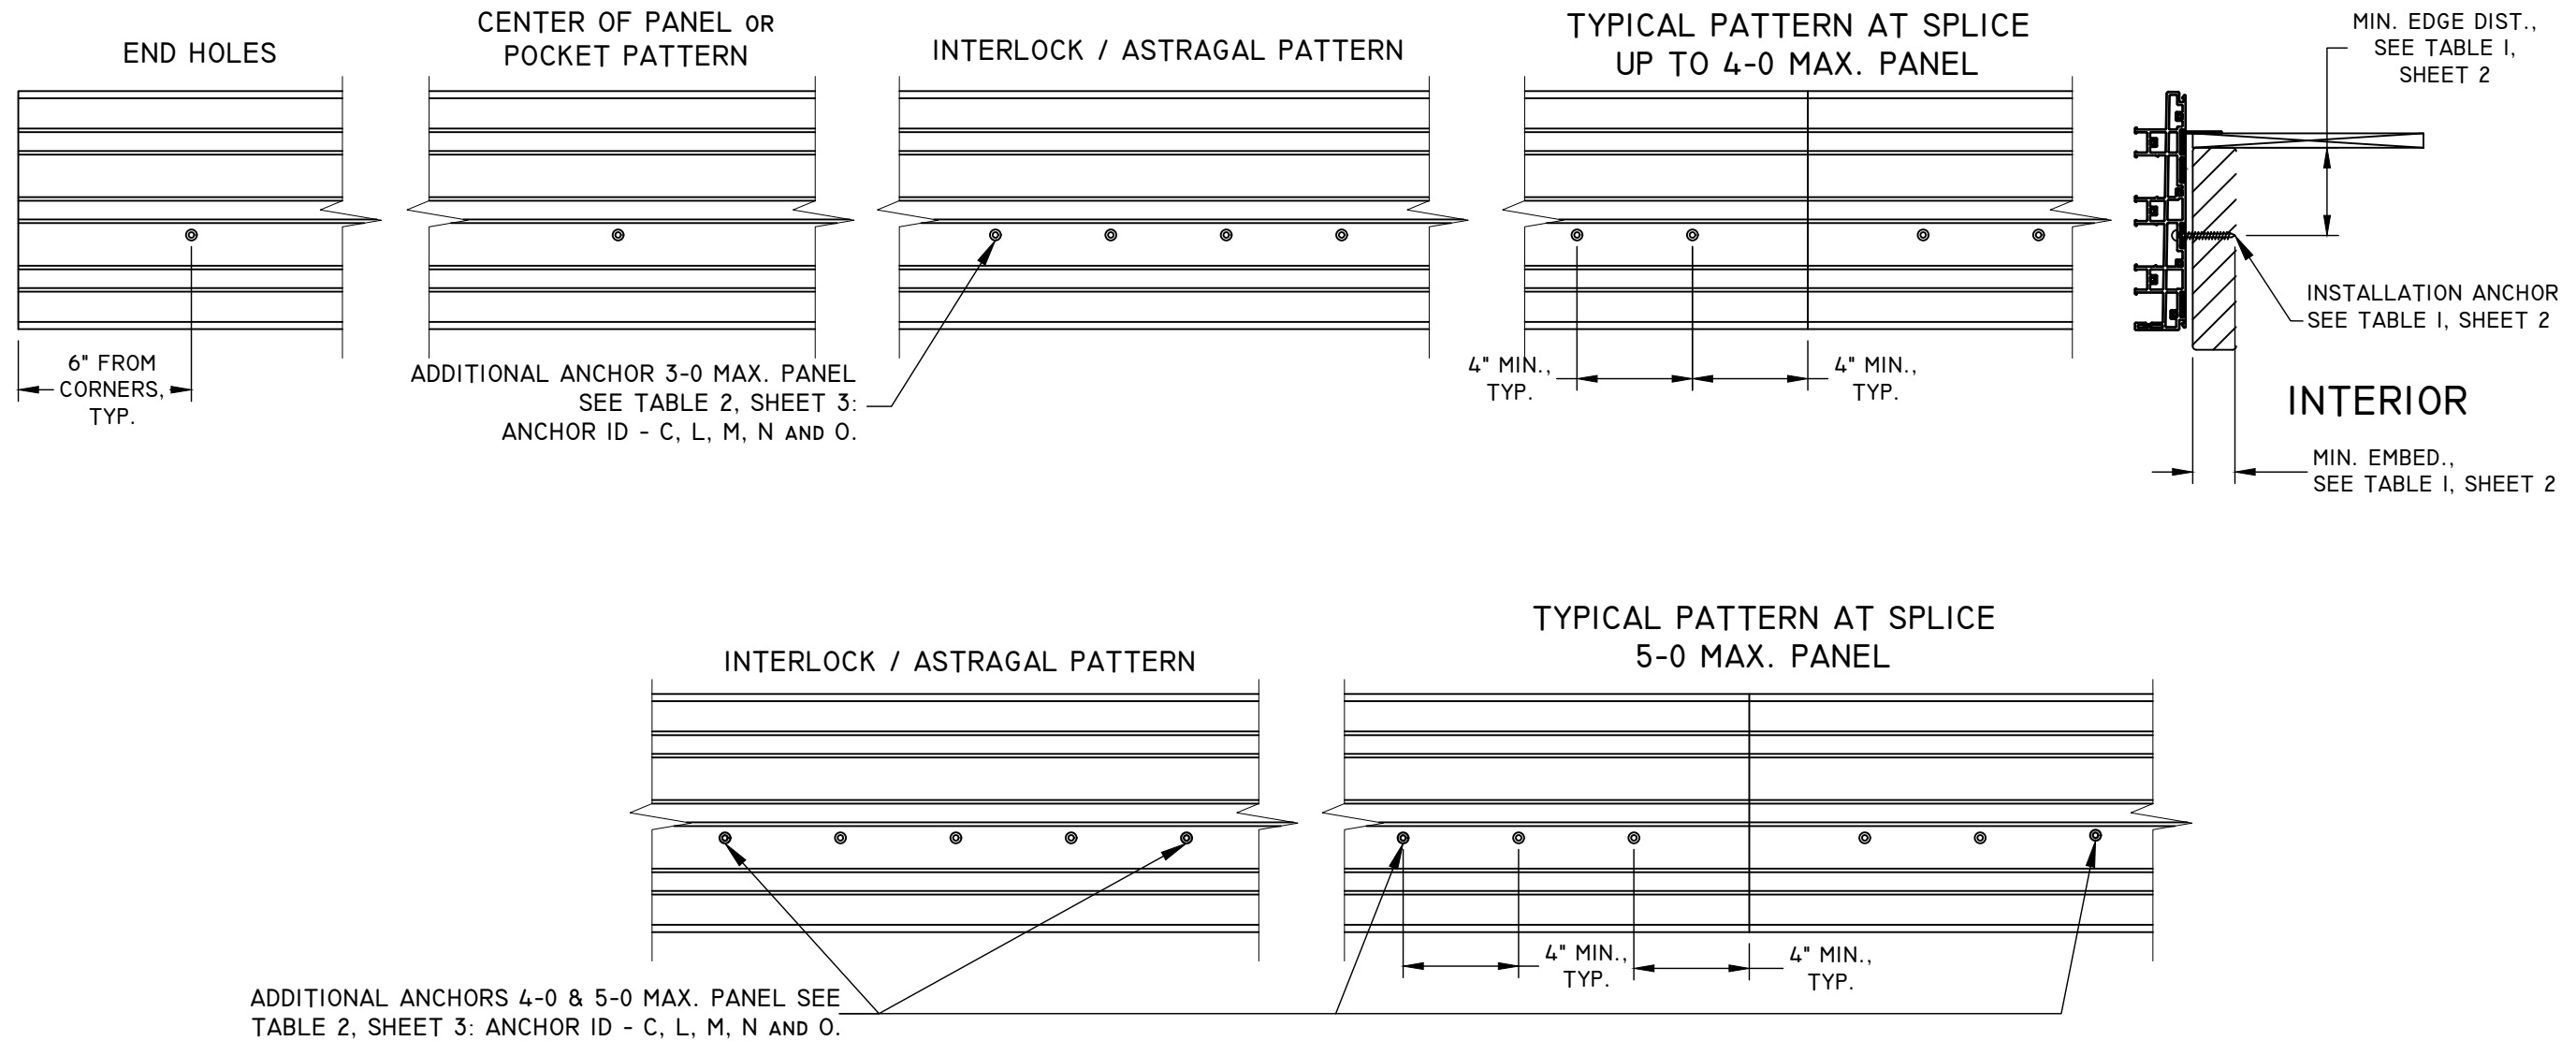 END HOLES
CENTER OF PANEL OR
POCKET PATTERN
INTERLOCK / ASTRAGAL PATTERN
TYPICAL PATTERN AT SPLICE
UP TO 4-0 MAX. PANEL
MIN. EDGE DIST.,
SEE TABLE 1,
SHEET 2
6" FROM
CORNERS,
TYP.
ADDITIONAL ANCHOR 3-0 MAX. PANEL
SEE TABLE 2, SHEET 3:
ANCHOR ID - C, L, M, N AND O.
4" MIN.,
TYP.
4" MIN.,
TYP.
INSTALLATION ANCHOR
SEE TABLE 1, SHEET 2
INTERIOR
MIN. EMBED.,
SEE TABLE 1, SHEET 2
INTERLOCK / ASTRAGAL PATTERN
TYPICAL PATTERN AT SPLICE
5-0 MAX. PANEL
4" MIN.,
TYP.
4" MIN.,
TYP.
ADDITIONAL ANCHORS 4-0 & 5-0 MAX. PANEL SEE
TABLE 2, SHEET 3: ANCHOR ID - C, L, M, N AND O.